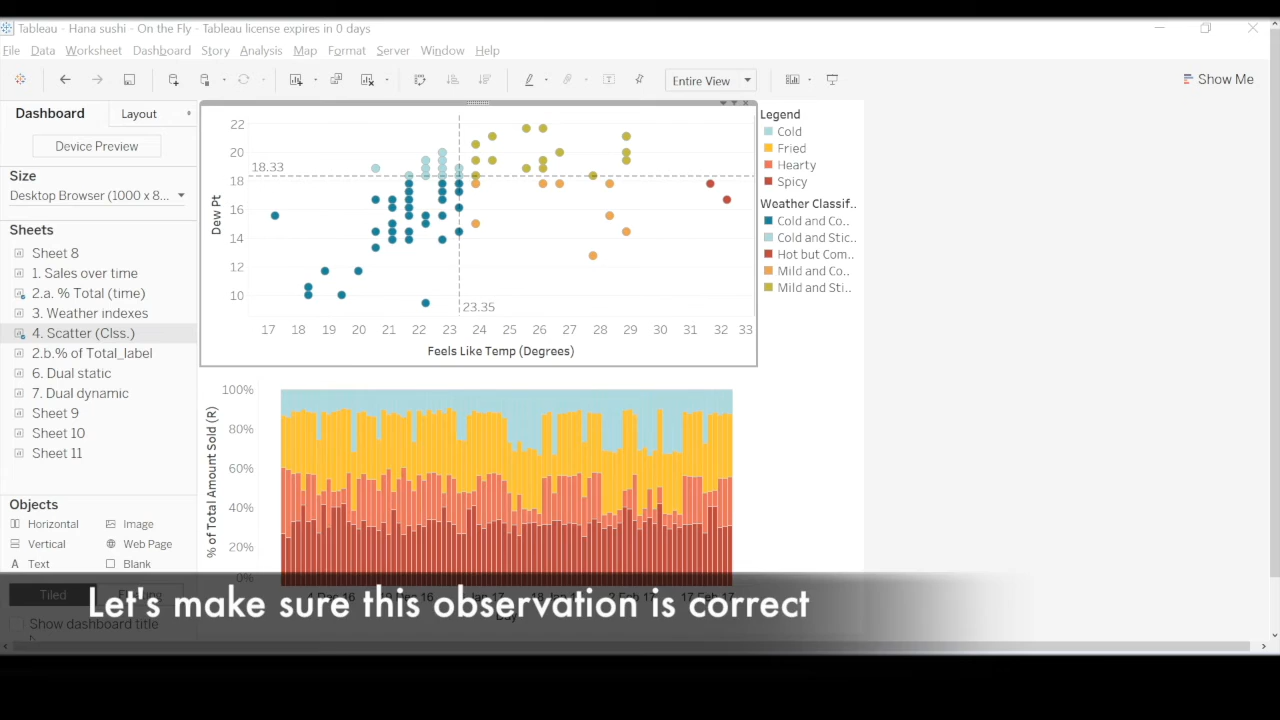 Tableau - Hana sushi - On the Fly - Tableau license expires in 0 days
File Data Worksheet Dashboard Story Analysis Map Format Server Window Help
Entire View
Show Me
Dashboard
Layout
Device Preview
Size
Desktop Browser (1000 x 8...
Sheets
Sheet 8
1. Sales over time
2.a. % Total (time)
3. Weather indexes
4. Scatter (Clss.)
2.b.% of Total_label
6. Dual static
7. Dual dynamic
Sheet 9
Sheet 10
Sheet 11
Objects
Horizontal
Image
Vertical
Web Page
Text
Blank
Tiled
Show dashboard title
Dew Pt
22
20
18
16
14
12
10
18.33
23.35
17 18 19 20 21 22 23 24 25 26 27 28 29 30 31 32 33
Feels Like Temp (Degrees)
Legend
Cold
Fried
Hearty
Spicy
Weather Classif..
Cold and Co...
Cold and Stic..
Hot but Com...
Mild and Co...
Mild and Sti..
% of Total Amount Sold (R)
100%
80%
60%
40%
20%
0%
Let's make sure this observation is correct